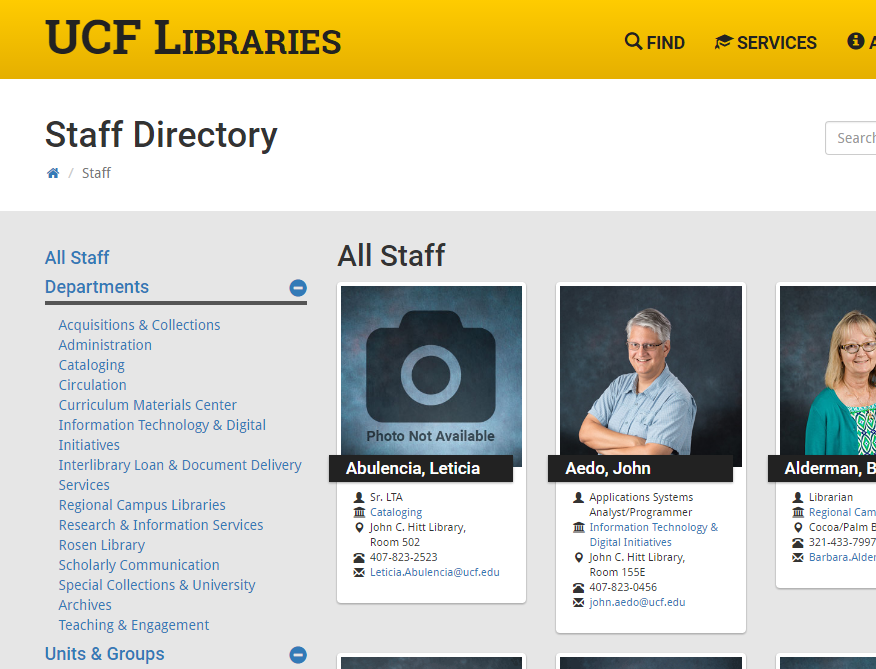 UCF Libraries
FIND
SERVICES
Staff Directory
Search
/ Staff
All Staff
Departments
Acquisitions & Collections
Administration
Cataloging
Circulation
Curriculum Materials Center
Information Technology & Digital
Initiatives
Interlibrary Loan & Document Delivery
Services
Regional Campus Libraries
Research & Information Services
Rosen Library
Scholarly Communication
Special Collections & University
Archives
Teaching & Engagement
Units & Groups
All Staff
Photo Not Available
Abulencia, Leticia
Sr. LTA
Cataloging
John C. Hitt Library,
Room 502
407-823-2523
Leticia.Abulencia@ucf.edu
Aedo, John
Applications Systems
Analyst/Programmer
Information Technology &
Digital Initiatives
John C. Hitt Library,
Room 155E
407-823-0456
john.aedo@ucf.edu
Alderman, B
Librarian
Regional Cam
Cocoa/Palm B
321-433-7997
Barbara.Alder